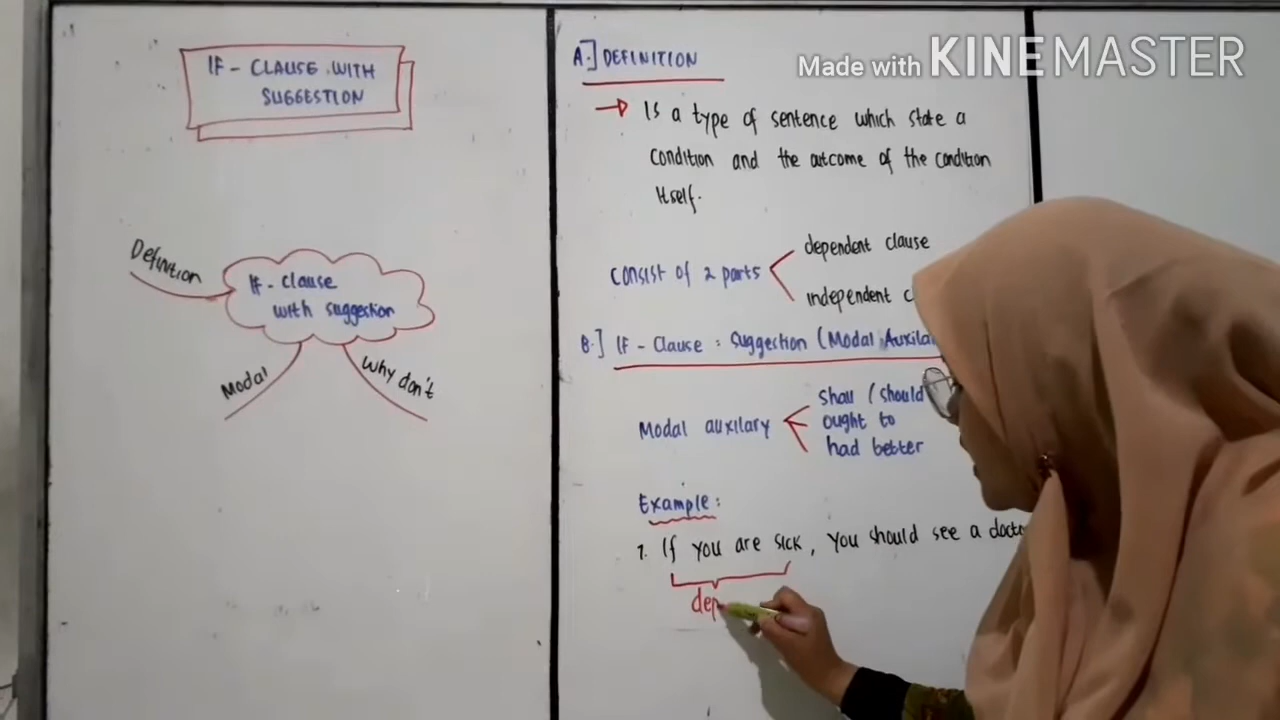 IF - CLAUSE WITH
SUGGESTION
Definition
IF - Clause
with suggestion
Modal
Why don't
A.] DEFINITION
Is a type of sentence which state a
condition and the outcome of the condition
itself.
consist of 2 parts
dependent clause
independent c
B.] IF - Clause : Suggestion (Modal Auxila
Modal auxilary
shall (should
ought to
had better
Example:
1. If you are sick, you should see a docto
dep
Made with KINEMASTER